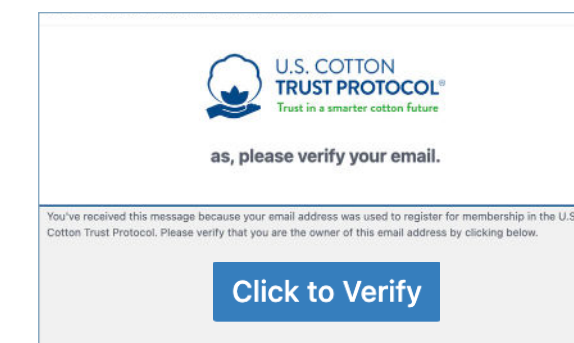 U.S. COTTON
TRUST PROTOCOL®
Trust in a smarter cotton future
as, please verify your email.
You've received this message because your email address was used to register for membership in the U.S
Cotton Trust Protocol. Please verify that you are the owner of this email address by clicking below.
Click to Verify